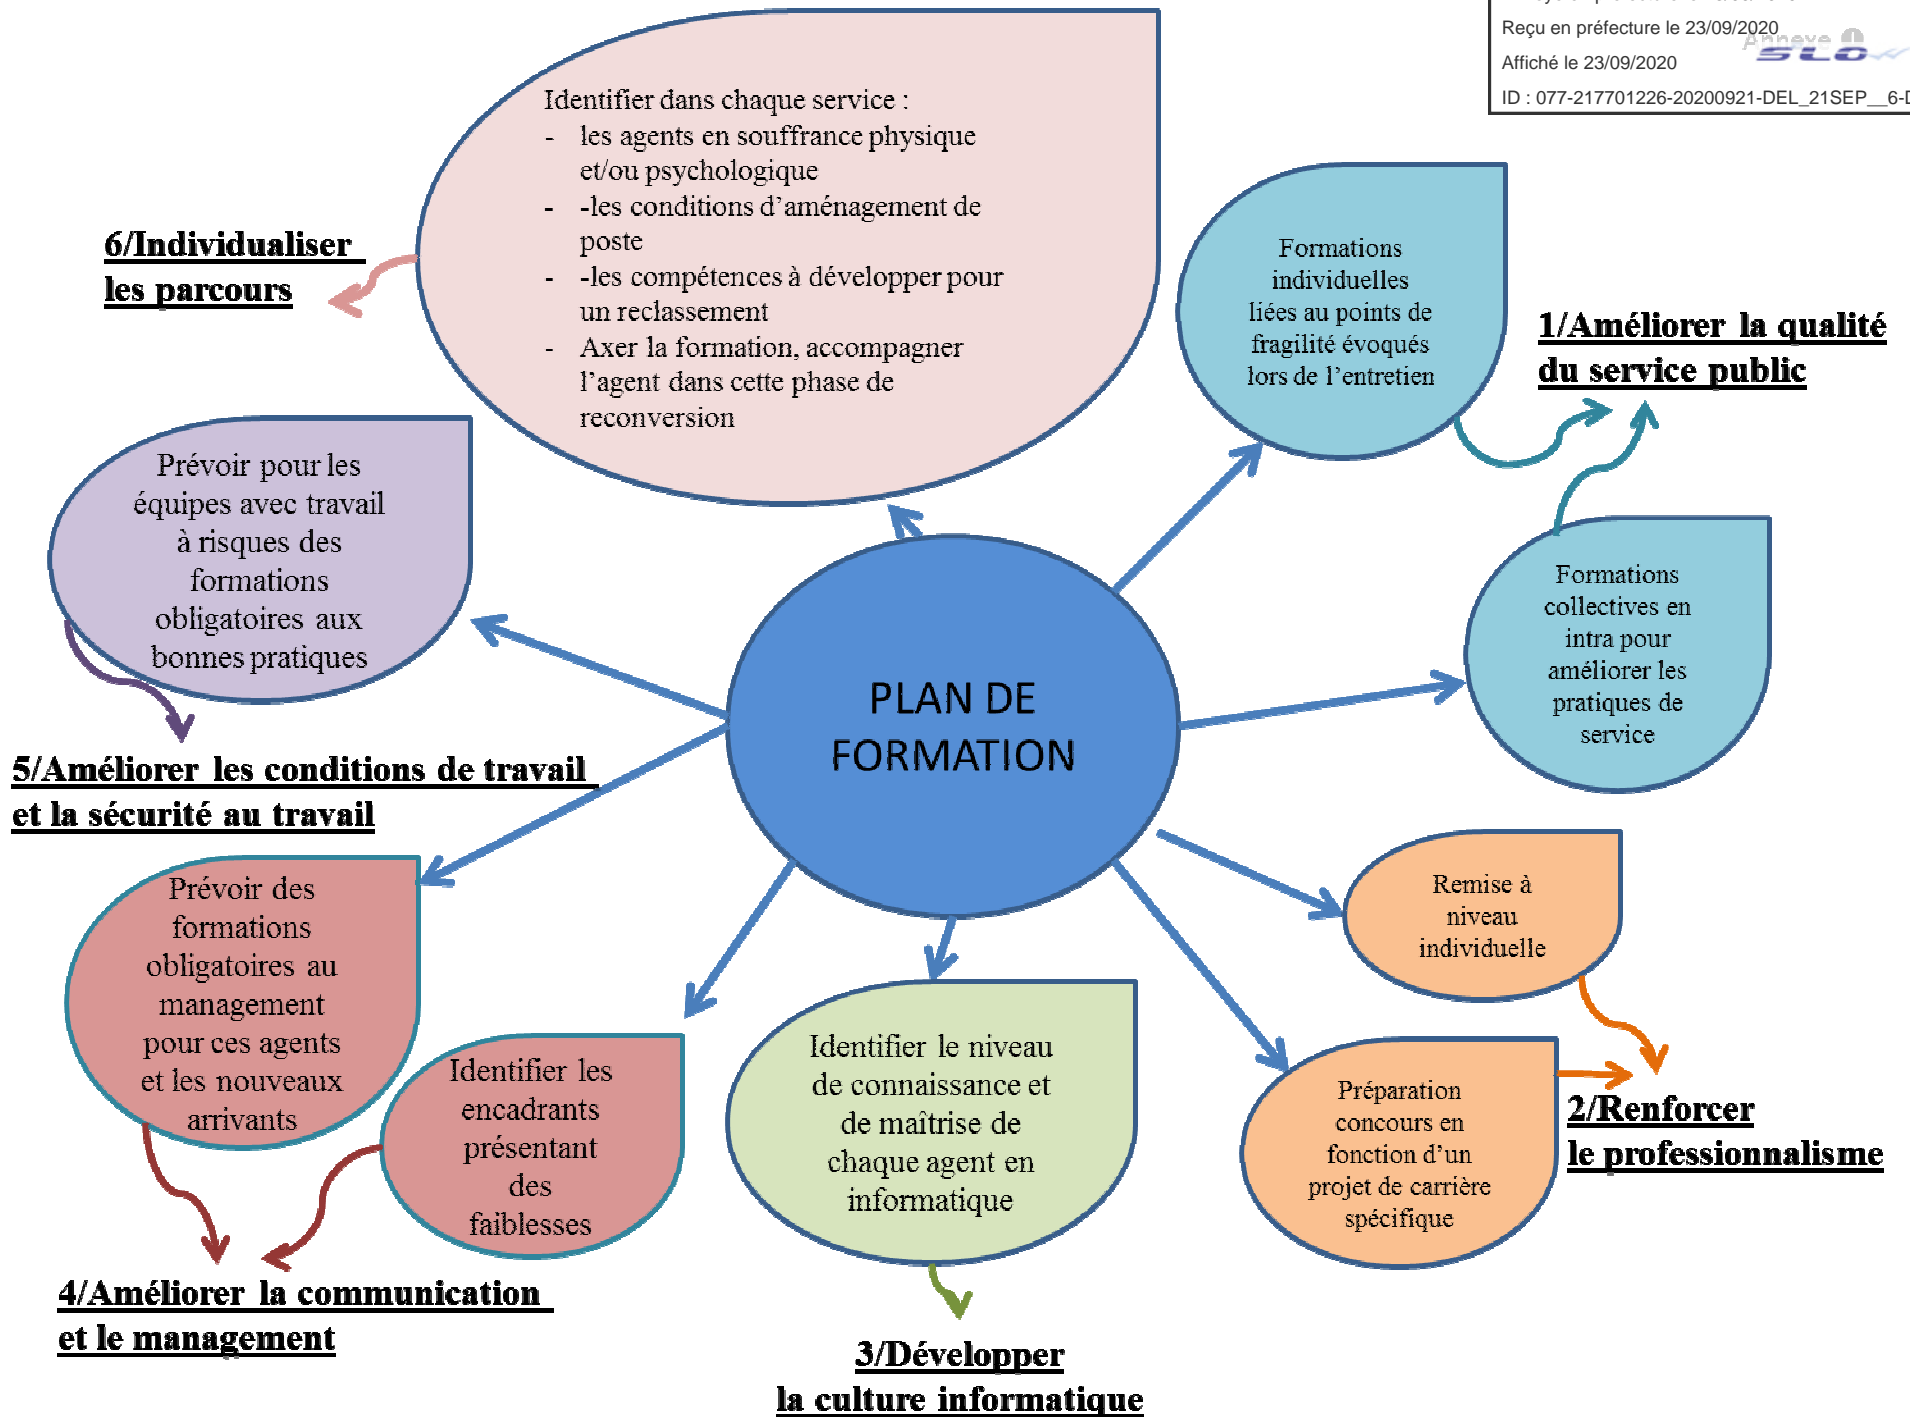 Reçu en préfecture le 23/09/2020
Annexe 1
Affiché le 23/09/2020
SLO
ID : 077-217701226-20200921-DEL_21SEP__6-D
Identifier dans chaque service :
- les agents en souffrance physique
et/ou psychologique
- -les conditions d’aménagement de
poste
- -les compétences à développer pour
un reclassement
- Axer la formation, accompagner
l’agent dans cette phase de
reconversion
6/Individualiser
les parcours
Formations
individuelles
liées au points de
fragilité évoqués
lors de l’entretien
1/Améliorer la qualité
du service public
Prévoir pour les
équipes avec travail
à risques des
formations
obligatoires aux
bonnes pratiques
Formations
collectives en
intra pour
améliorer les
pratiques de
service
PLAN DE
FORMATION
5/Améliorer les conditions de travail
et la sécurité au travail
Prévoir des
formations
obligatoires au
management
pour ces agents
et les nouveaux
arrivants
Remise à
niveau
individuelle
Identifier les
encadrants
présentant
des
faiblesses
Identifier le niveau
de connaissance et
de maîtrise de
chaque agent en
informatique
Préparation
concours en
fonction d’un
projet de carrière
spécifique
2/Renforcer
le professionnalisme
4/Améliorer la communication
et le management
3/Développer
la culture informatique